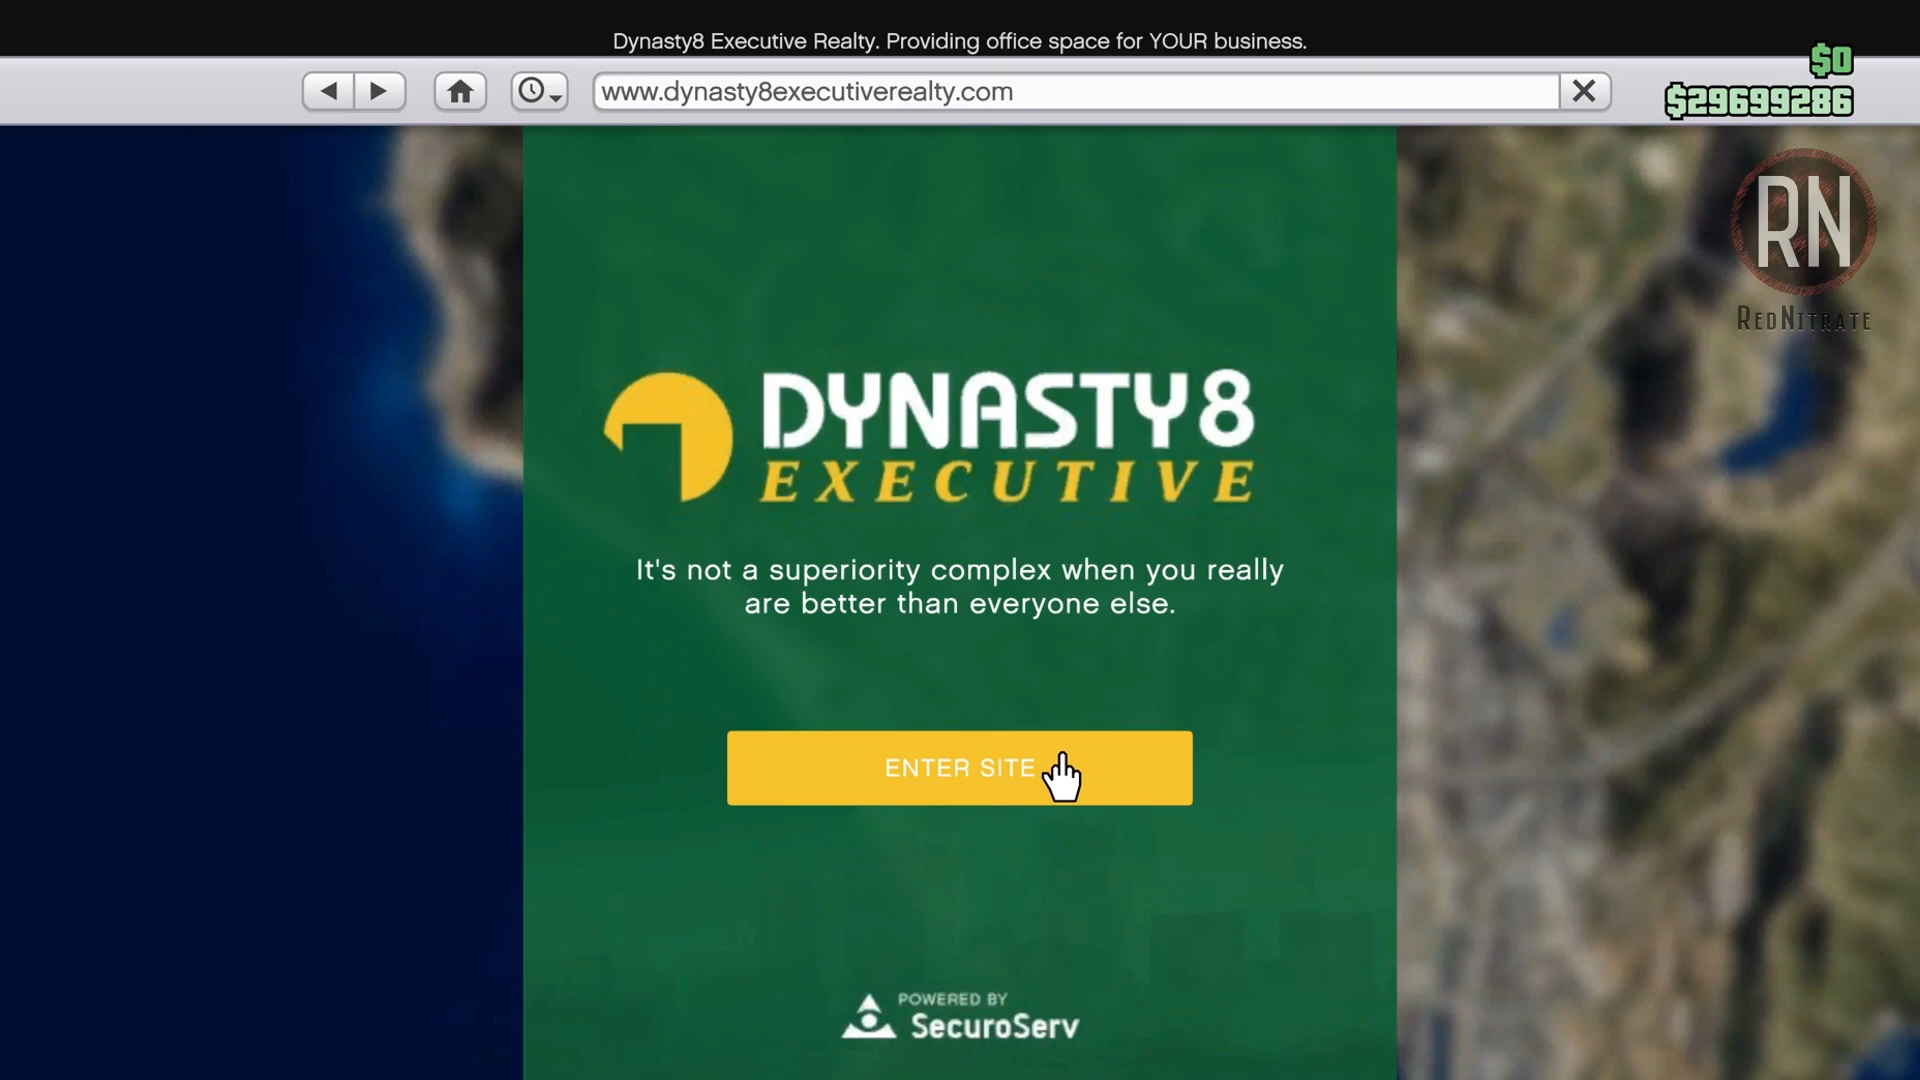 Dynasty8 Executive Realty. Providing office space for YOUR business.
$0
www.dynasty8executiverealty.com
$29699286
RN
REDNITRATE
DYNASTY8
EXECUTIVE
It's not a superiority complex when you really
are better than everyone else.
ENTER SITE
POWERED BY
SecuroServ